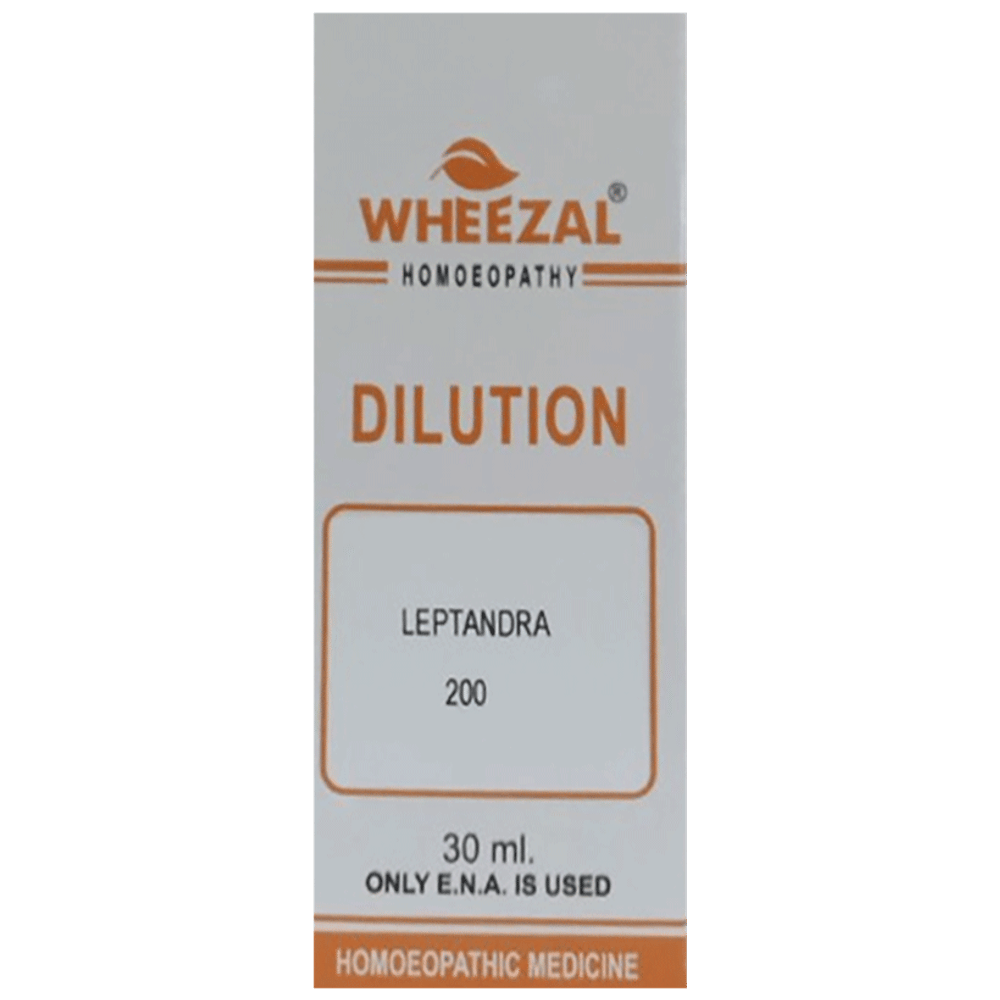 WHEEZAL®
HOMOEOPATHY
DILUTION
LEPTANDRA
200
30 ml.
ONLY E.N.A. IS USED
HOMOEOPATHIC MEDICINE